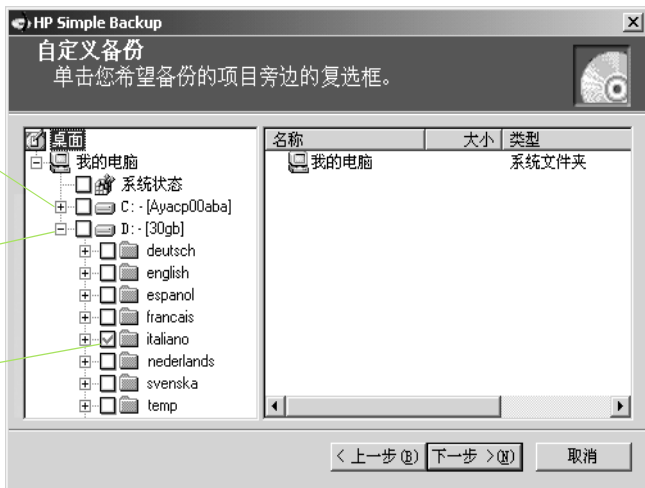 HP Simple Backup
自定义备份
单击您希望备份的项目旁边的复选框。
桌面
我的电脑
系统状态
C: - [Ayacp00aba]
D: - [30gb]
deutsch
english
espanol
francais
italiano
nederlands
svenska
temp
名称 大小 类型
我的电脑 系统文件夹
< 上一步(B) 下一步 >(N) 取消